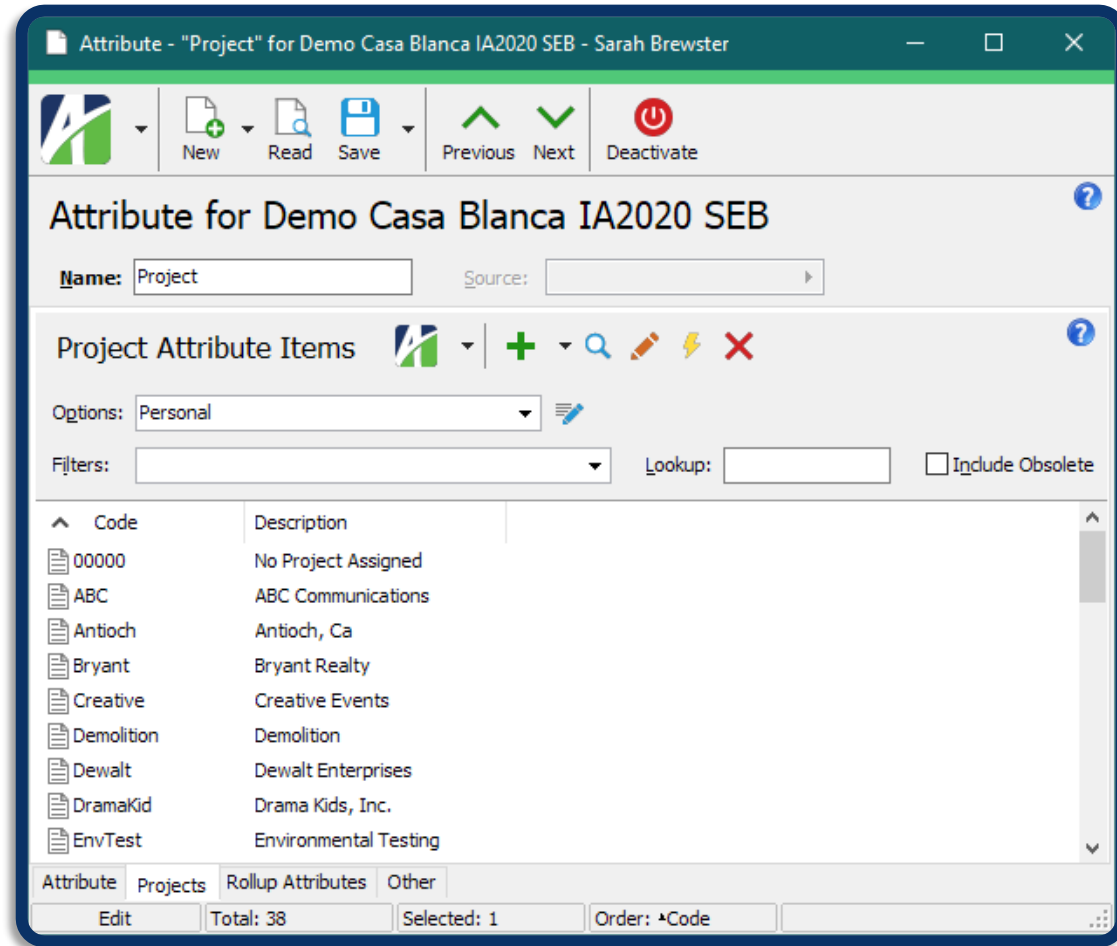 Attribute - "Project" for Demo Casa Blanca IA2020 SEB - Sarah Brewster
New Read Save Previous Next Deactivate
Attribute for Demo Casa Blanca IA2020 SEB
Name: Project Source:
Project Attribute Items
Options: Personal
Filters: Lookup: Include Obsolete
Code Description
00000 No Project Assigned
ABC ABC Communications
Antioch Antioch, Ca
Bryant Bryant Realty
Creative Creative Events
Demolition Demolition
Dewalt Dewalt Enterprises
DramaKid Drama Kids, Inc.
EnvTest Environmental Testing
Attribute Projects Rollup Attributes Other
Edit Total: 38 Selected: 1 Order: ▲Code